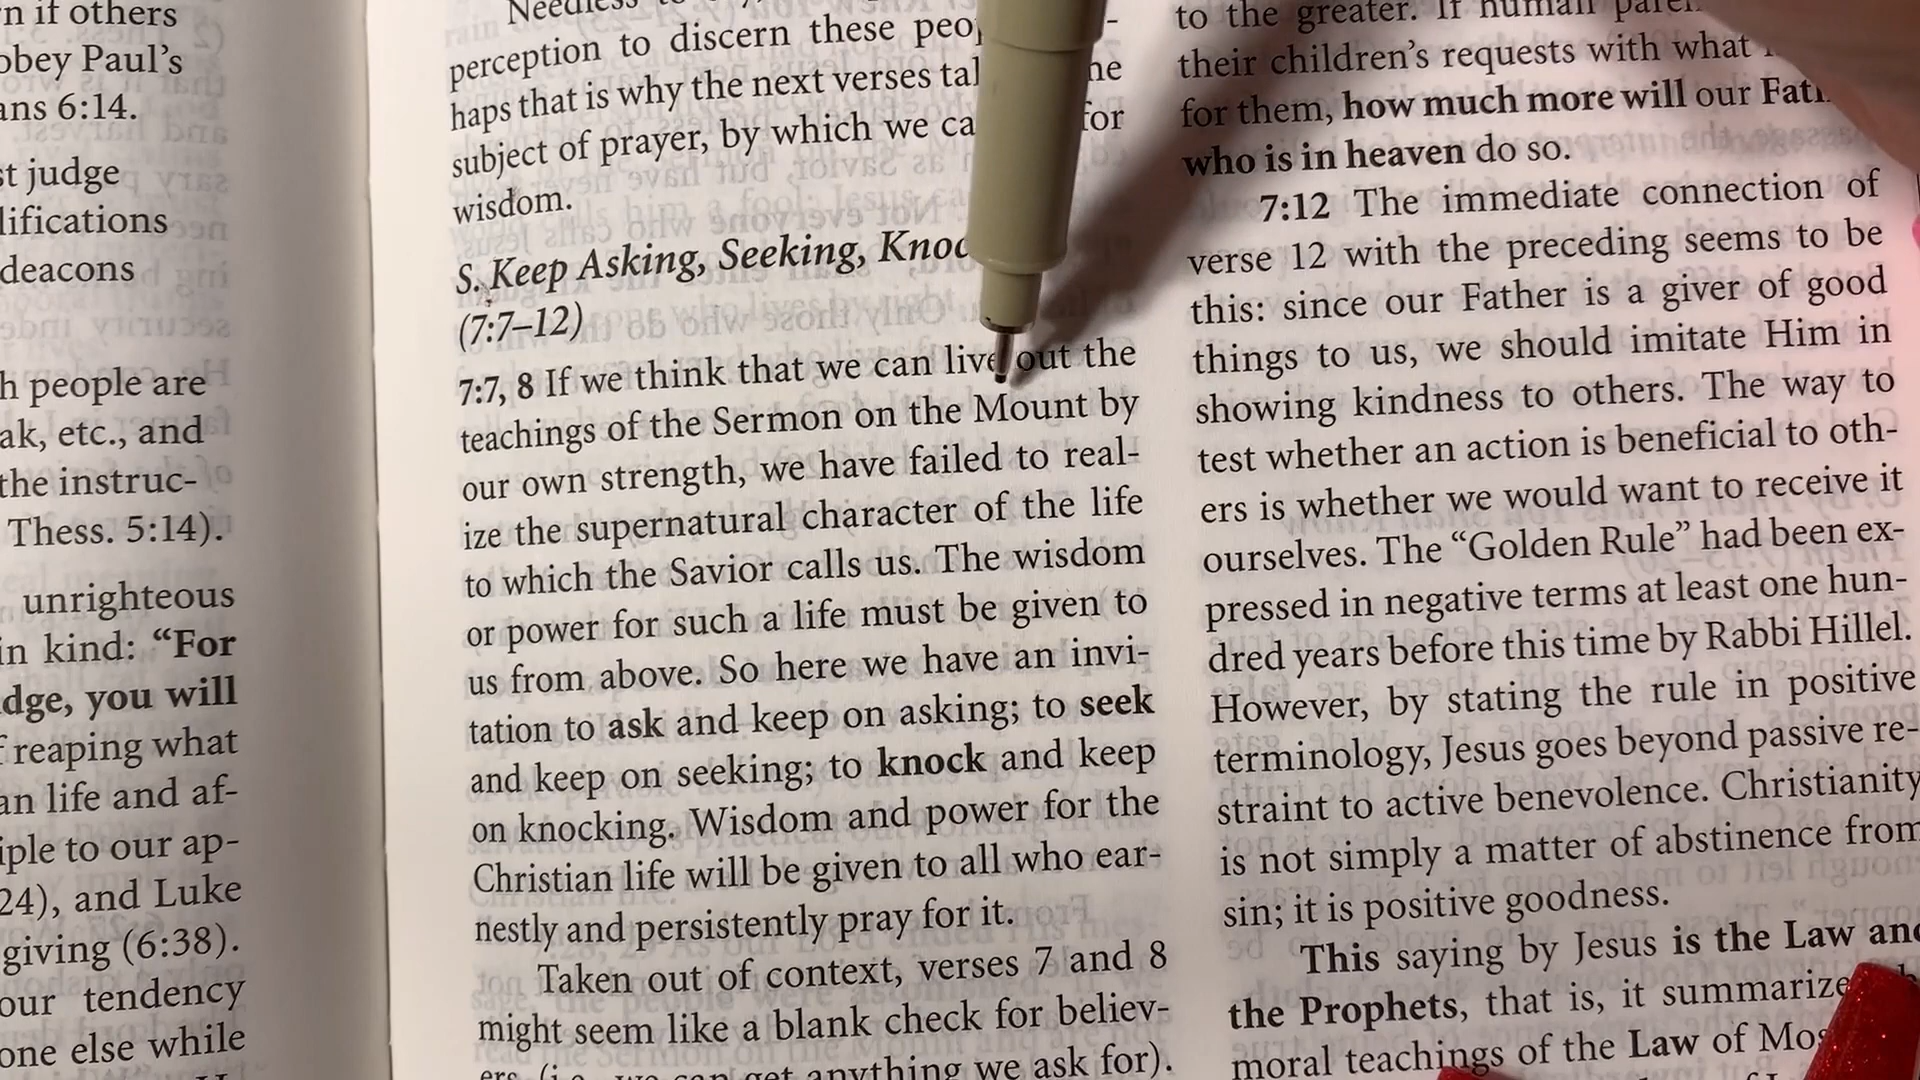 n if others
obey Paul's
ans 6:14.
st judge
lifications
deacons
h people are
ak, etc., and
the instruc-
Thess. 5:14).
unrighteous
in kind: “For
dge, you will
f reaping what
an life and af-
iple to our ap-
24), and Luke
giving (6:38).
our tendency
one else while
Needless to
perception to discern these peo
haps that is why the next verses tal he
subject of prayer, by which we ca for
wisdom.
S. Keep Asking, Seeking, Knoc
(7:7–12)
7:7, 8 If we think that we can live out the
teachings of the Sermon on the Mount by
our own strength, we have failed to real-
ize the supernatural character of the life
to which the Savior calls us. The wisdom
or power for such a life must be given to
us from above. So here we have an invi-
tation to ask and keep on asking; to seek
and keep on seeking; to knock and keep
on knocking. Wisdom and power for the
Christian life will be given to all who ear-
nestly and persistently pray for it.
Taken out of context, verses 7 and 8
might seem like a blank check for believ-
ers (i.e., we can get anything we ask for).
to the greater. If human
their children's requests with what
for them, how much more will our Fat
who is in heaven do so.
7:12 The immediate connection of
verse 12 with the preceding seems to be
this: since our Father is a giver of good
things to us, we should imitate Him in
showing kindness to others. The way to
test whether an action is beneficial to oth-
ers is whether we would want to receive it
ourselves. The “Golden Rule” had been ex-
pressed in negative terms at least one hun-
dred years before this time by Rabbi Hillel.
However, by stating the rule in positive
terminology, Jesus goes beyond passive re-
straint to active benevolence. Christianity
is not simply a matter of abstinence from
sin; it is positive goodness.
This saying by Jesus is the Law and
the Prophets, that is, it summarize
moral teachings of the Law of Mos